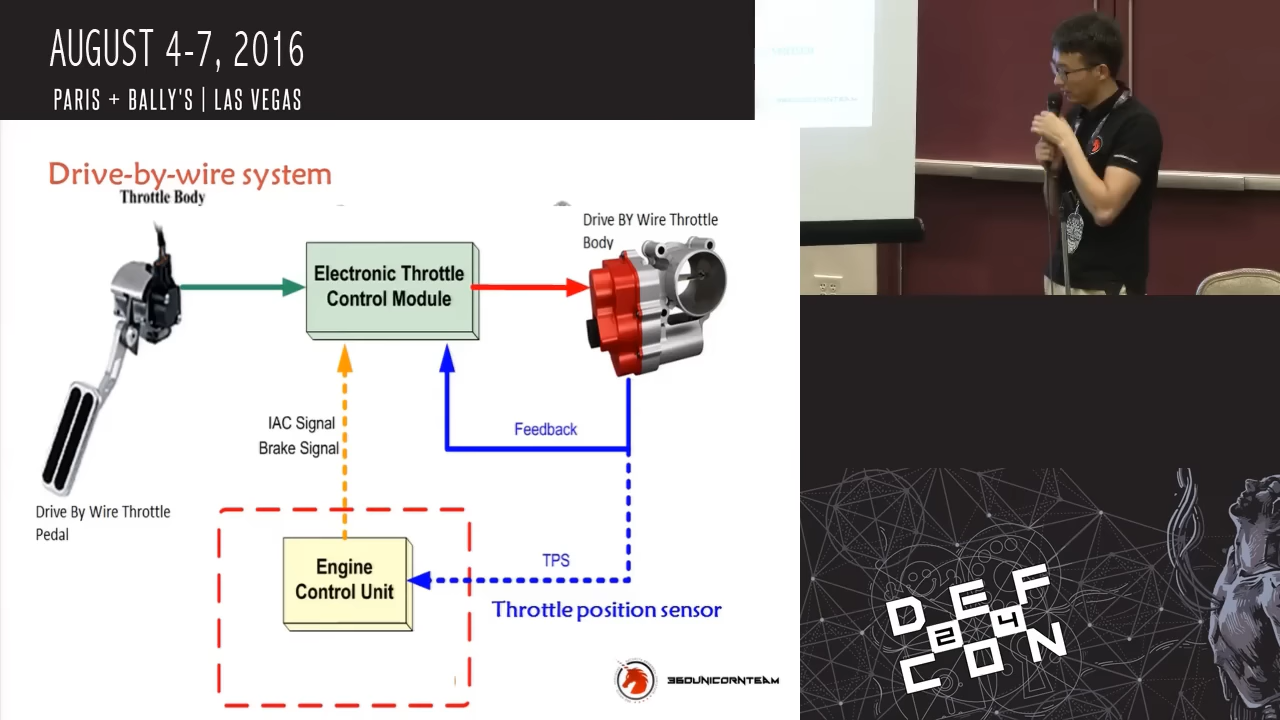 AUGUST 4-7, 2016
PARIS + BALLY'S | LAS VEGAS
Drive-by-wire system
Throttle Body
Drive BY Wire Throttle
Body
Electronic Throttle
Control Module
IAC Signal
Brake Signal
Feedback
Drive By Wire Throttle
Pedal
Engine
Control Unit
TPS
Throttle position sensor
360UNICORNTEAM
DEF
24
CON